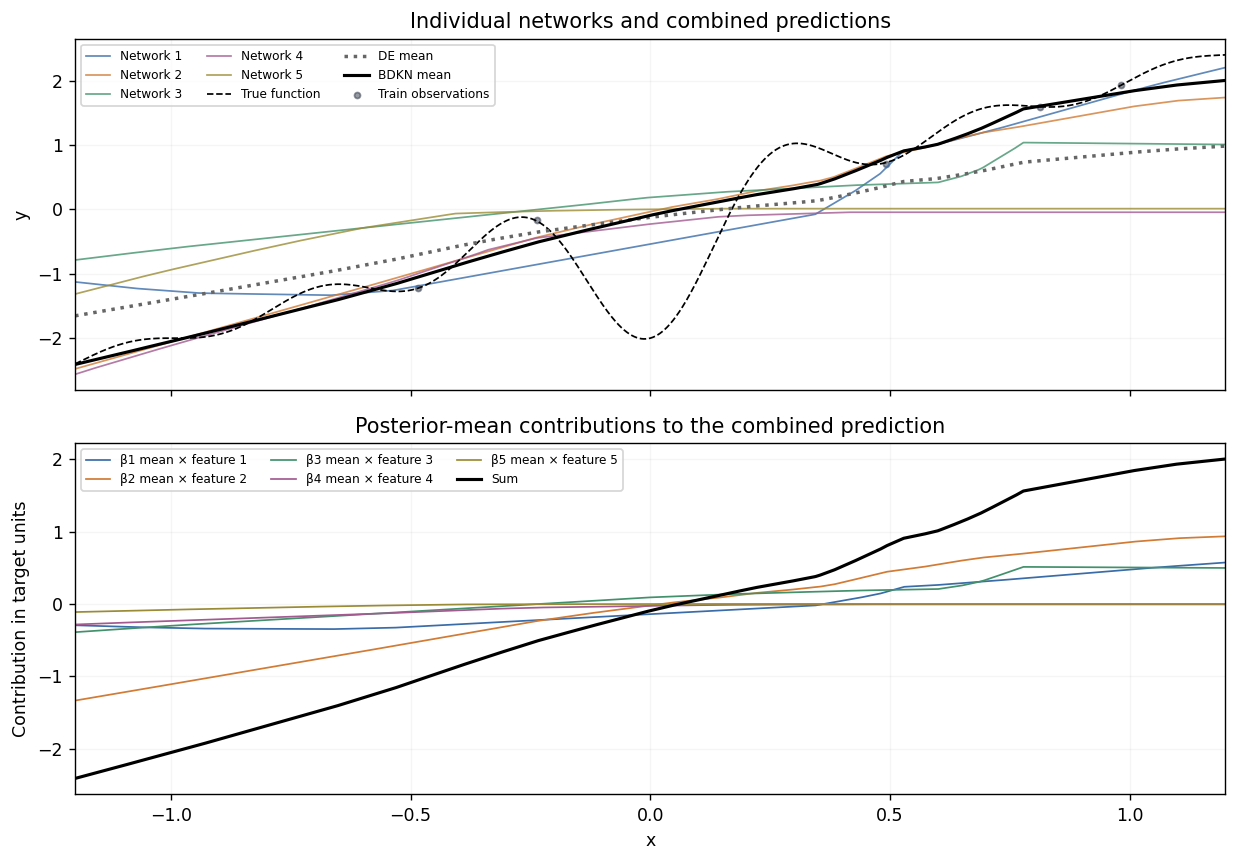 Individual networks and combined predictions
Network 1
Network 2
Network 3
Network 4
Network 5
True function
DE mean
BDKN mean
Train observations
2
1
0
−1
−2
y
Posterior-mean contributions to the combined prediction
β1 mean × feature 1
β2 mean × feature 2
β3 mean × feature 3
β4 mean × feature 4
β5 mean × feature 5
Sum
2
1
0
−1
−2
Contribution in target units
−1.0
−0.5
0.0
0.5
1.0
x